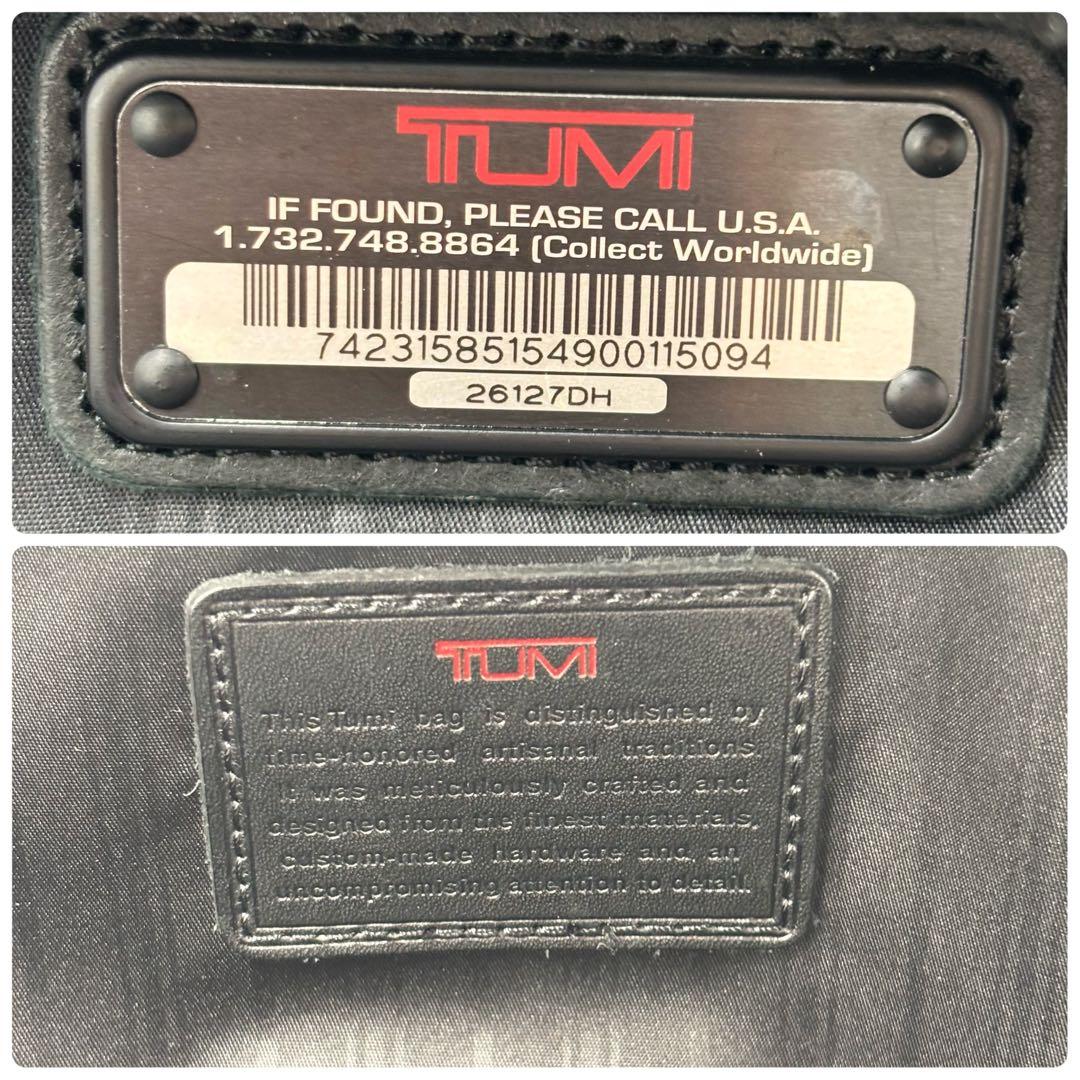 TUMI
IF FOUND, PLEASE CALL U.S.A.
1.732.748.8864 (Collect Worldwide)
74231585154900115094
26127DH
TUMI
This Tumi bag is distinguished by
time-honored artisanal traditions.
It was meticulously crafted and
designed from the finest materials,
custom-made hardware and, an
uncompromising attention to detail.